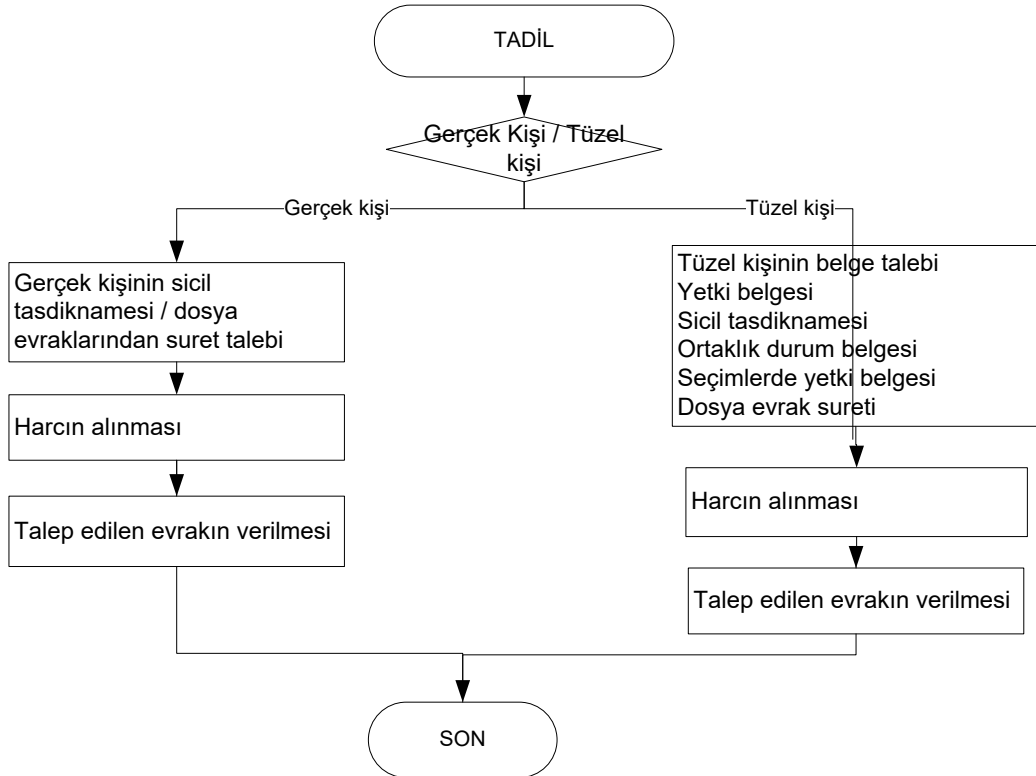 TADİL
Gerçek Kişi / Tüzel
kişi
Gerçek kişi
Tüzel kişi
Gerçek kişinin sicil
tasdiknamesi / dosya
evraklarından suret talebi
Harcın alınması
Talep edilen evrakın verilmesi
Tüzel kişinin belge talebi
Yetki belgesi
Sicil tasdiknamesi
Ortaklık durum belgesi
Seçimlerde yetki belgesi
Dosya evrak sureti
Harcın alınması
Talep edilen evrakın verilmesi
SON